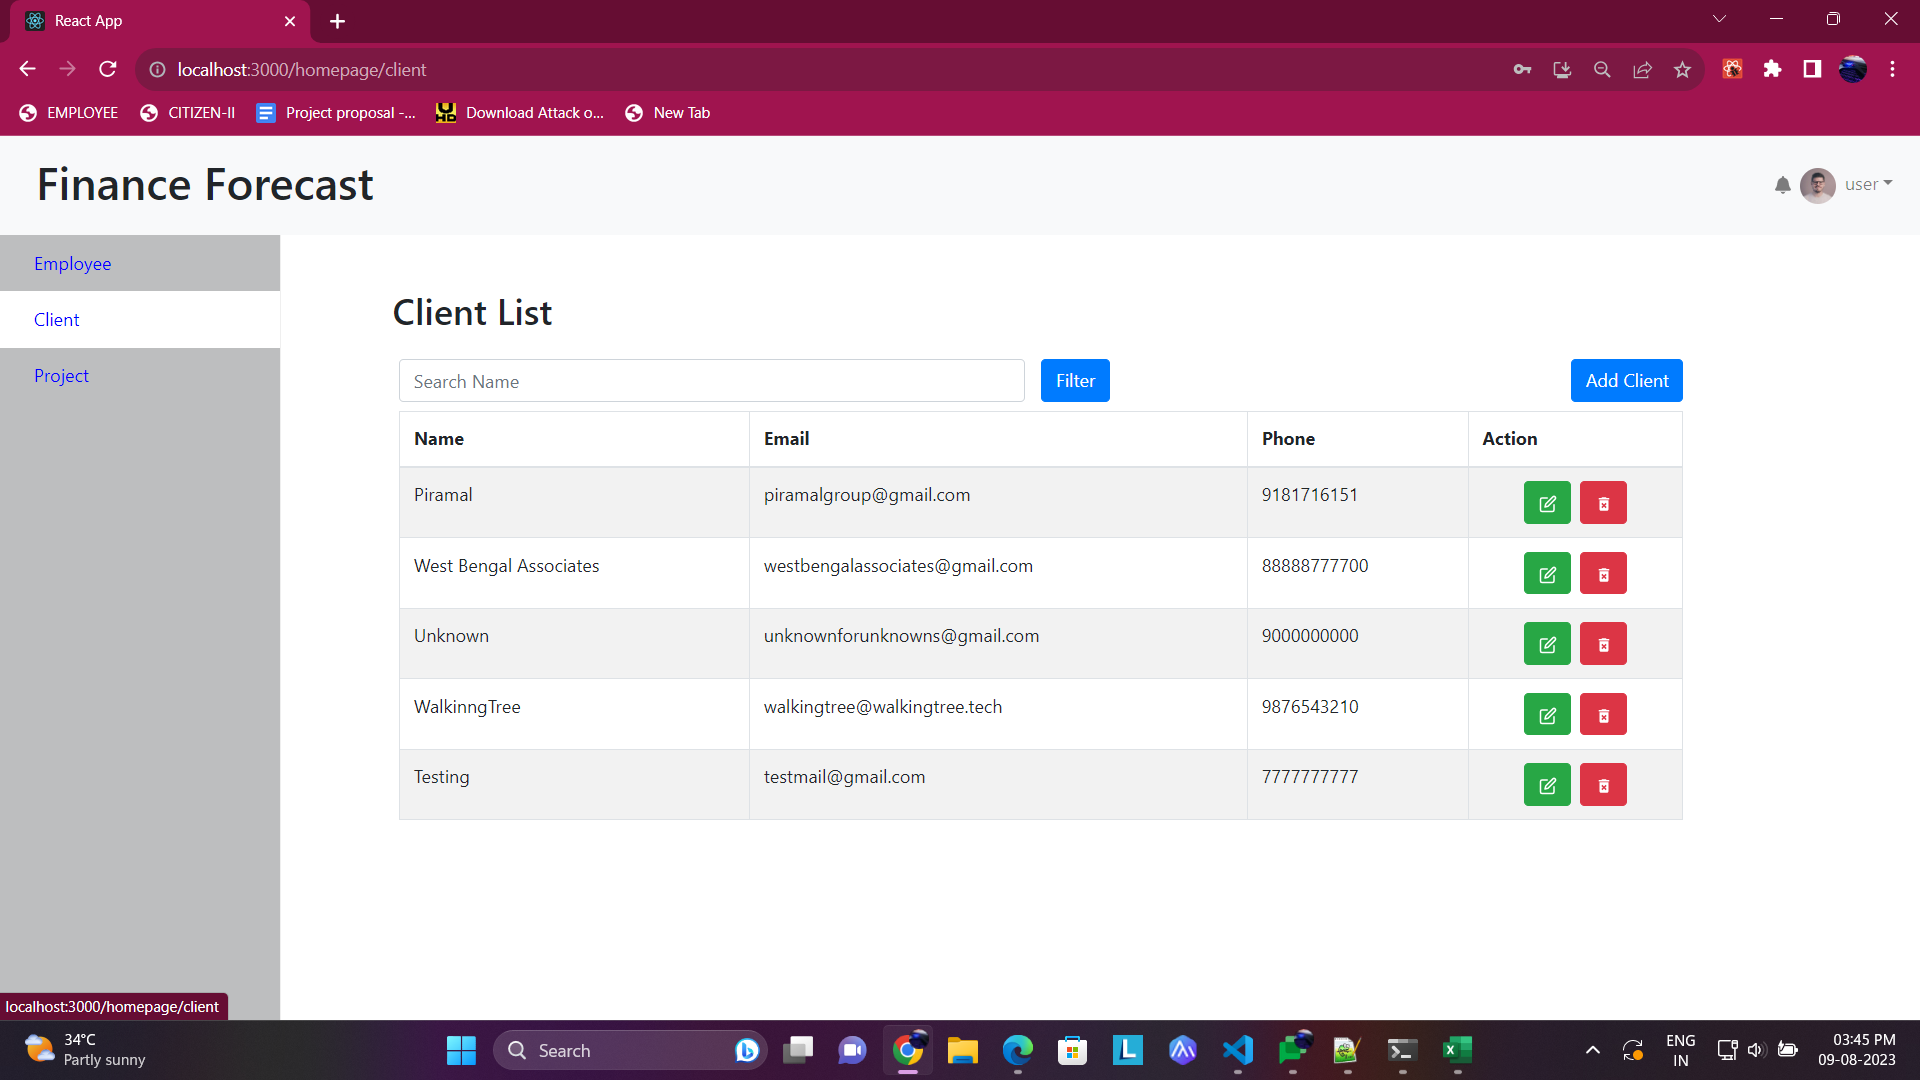 React App
localhost:3000/homepage/client
EMPLOYEE CITIZEN-II Project proposal -... Download Attack o... New Tab
Finance Forecast
user
Employee
Client
Project
Client List
Search Name Filter Add Client
Name Email Phone Action
Piramal piramalgroup@gmail.com 9181716151
West Bengal Associates westbengalassociates@gmail.com 88888777700
Unknown unknownforunknowns@gmail.com 9000000000
WalkinngTree walkingtree@walkingtree.tech 9876543210
Testing testmail@gmail.com 7777777777
localhost:3000/homepage/client
34°C
Partly sunny
Search
L
ENG
IN
03:45 PM
09-08-2023